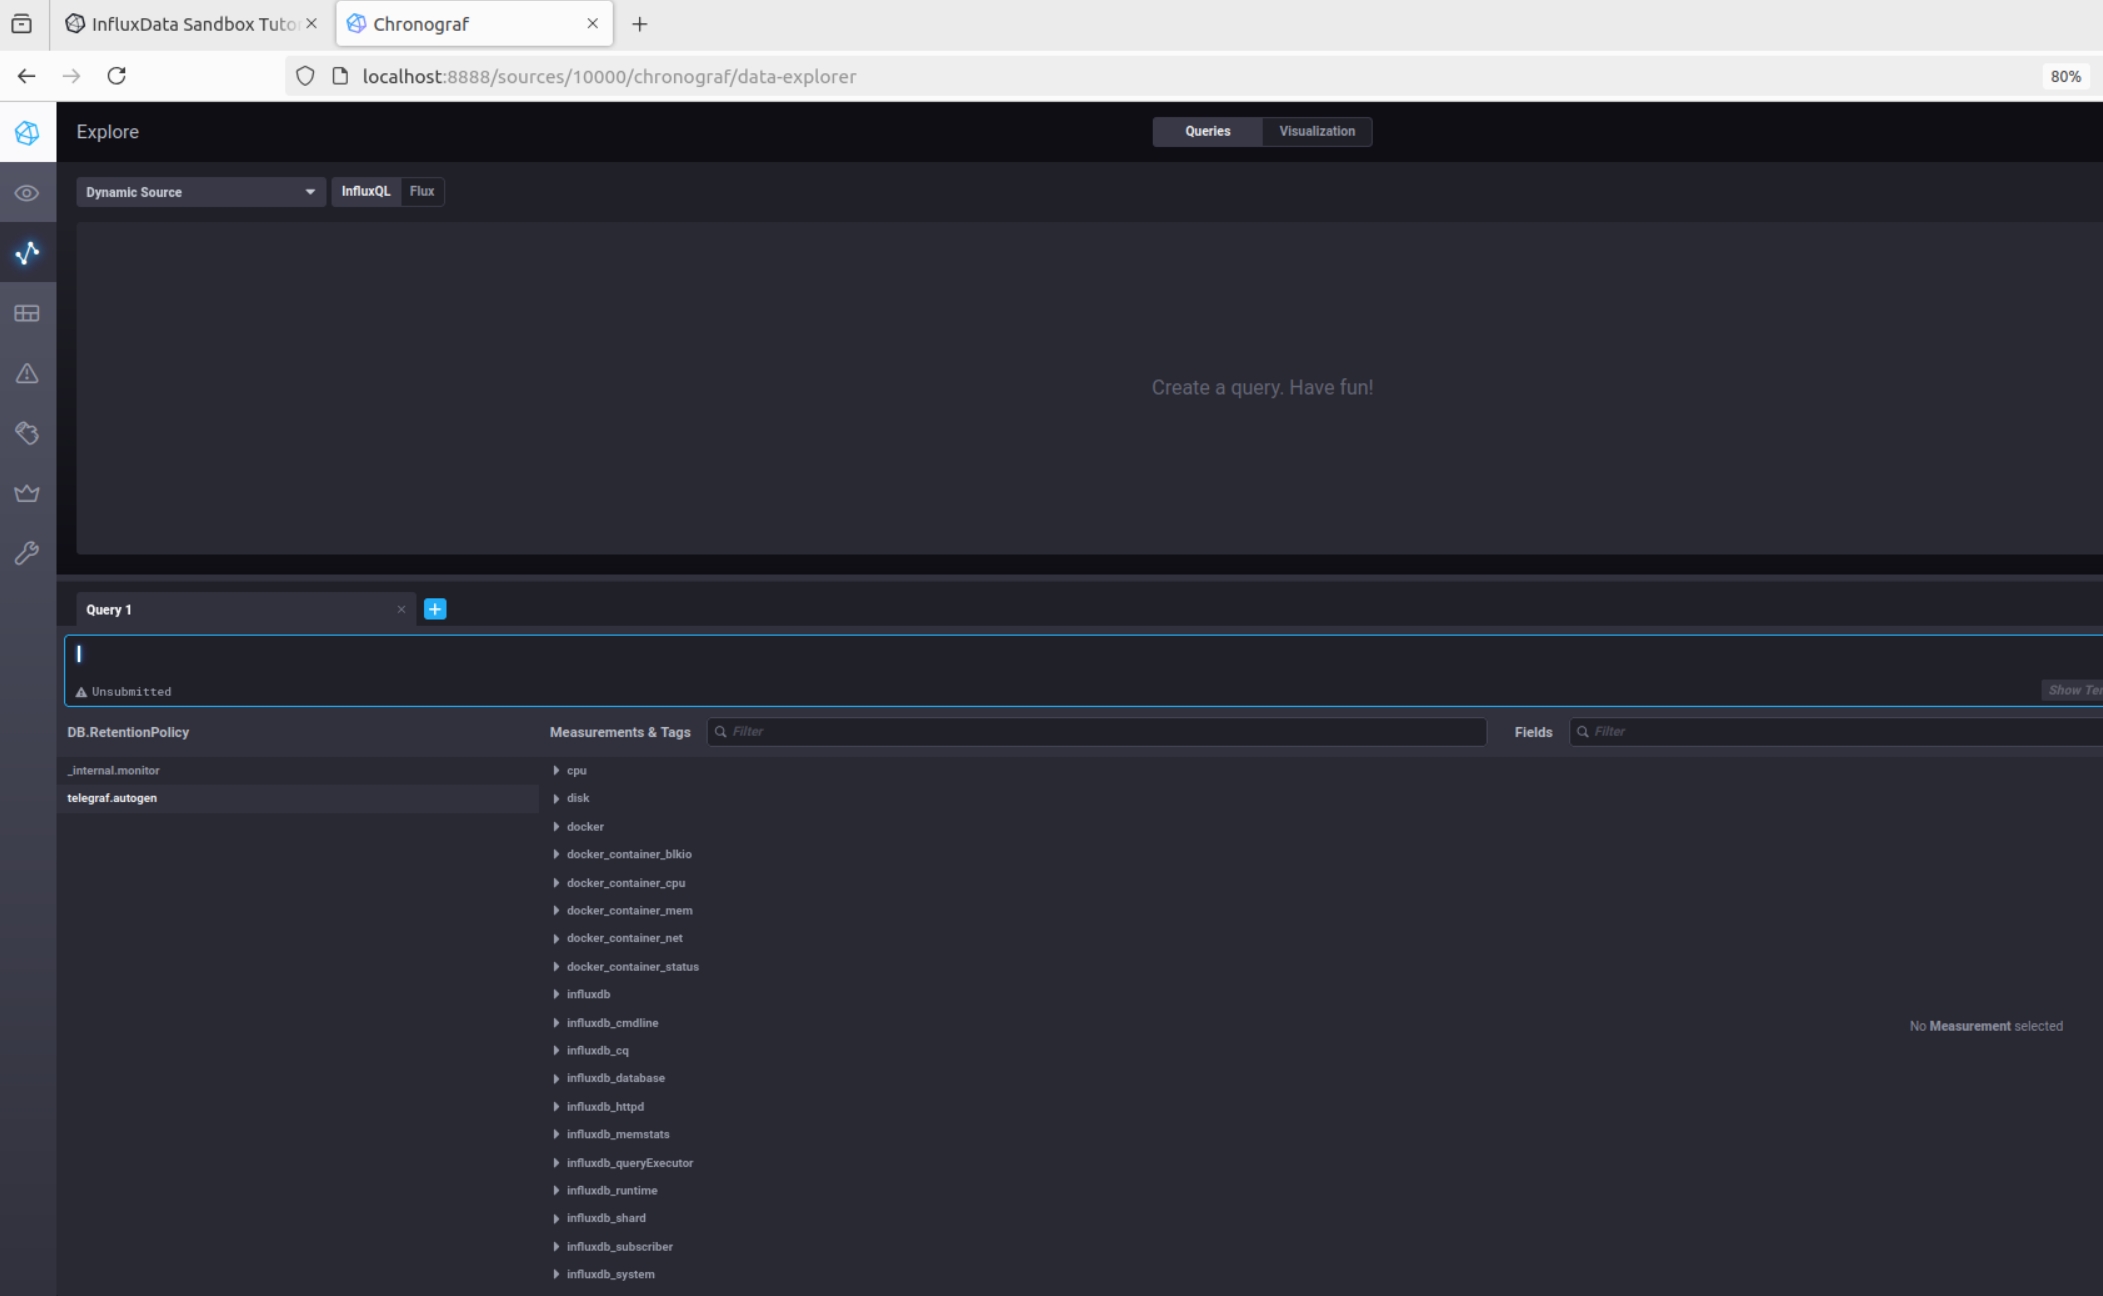 InfluxData Sandbox Tutor
Chronograf
localhost:8888/sources/10000/chronograf/data-explorer
80%
Explore
Queries
Visualization
Dynamic Source
InfluxQL
Flux
Create a query. Have fun!
Query 1
Unsubmitted
Show Te
DB.RetentionPolicy
Measurements & Tags
Filter
Fields
Filter
_internal.monitor
telegraf.autogen
cpu
disk
docker
docker_container_blkio
docker_container_cpu
docker_container_mem
docker_container_net
docker_container_status
influxdb
influxdb_cmdline
influxdb_cq
influxdb_database
influxdb_httpd
influxdb_memstats
influxdb_queryExecutor
influxdb_runtime
influxdb_shard
influxdb_subscriber
influxdb_system
No Measurement selected